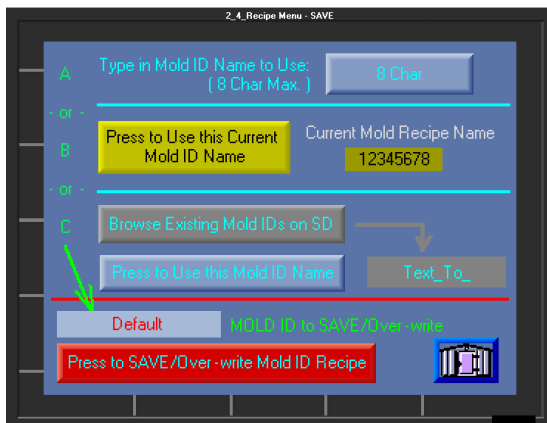 2_4_Recipe Menu - SAVE
A
Type in Mold ID Name to Use:
( 8 Char Max. )
8 Char
- or -
B
Press to Use this Current
Mold ID Name
Current Mold Recipe Name
12345678
- or -
C
Browse Existing Mold IDs on SD
Press to Use this Mold ID Name
Text_To_
Default
MOLD ID to SAVE/Over-write
Press to SAVE/Over-write Mold ID Recipe